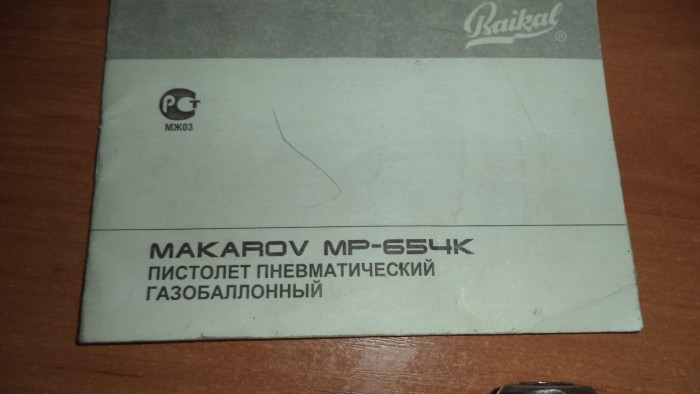 Baikal
®
РСТ
МЖ03
MAKAROV MP-654K
ПИСТОЛЕТ ПНЕВМАТИЧЕСКИЙ
ГАЗОБАЛЛОННЫЙ